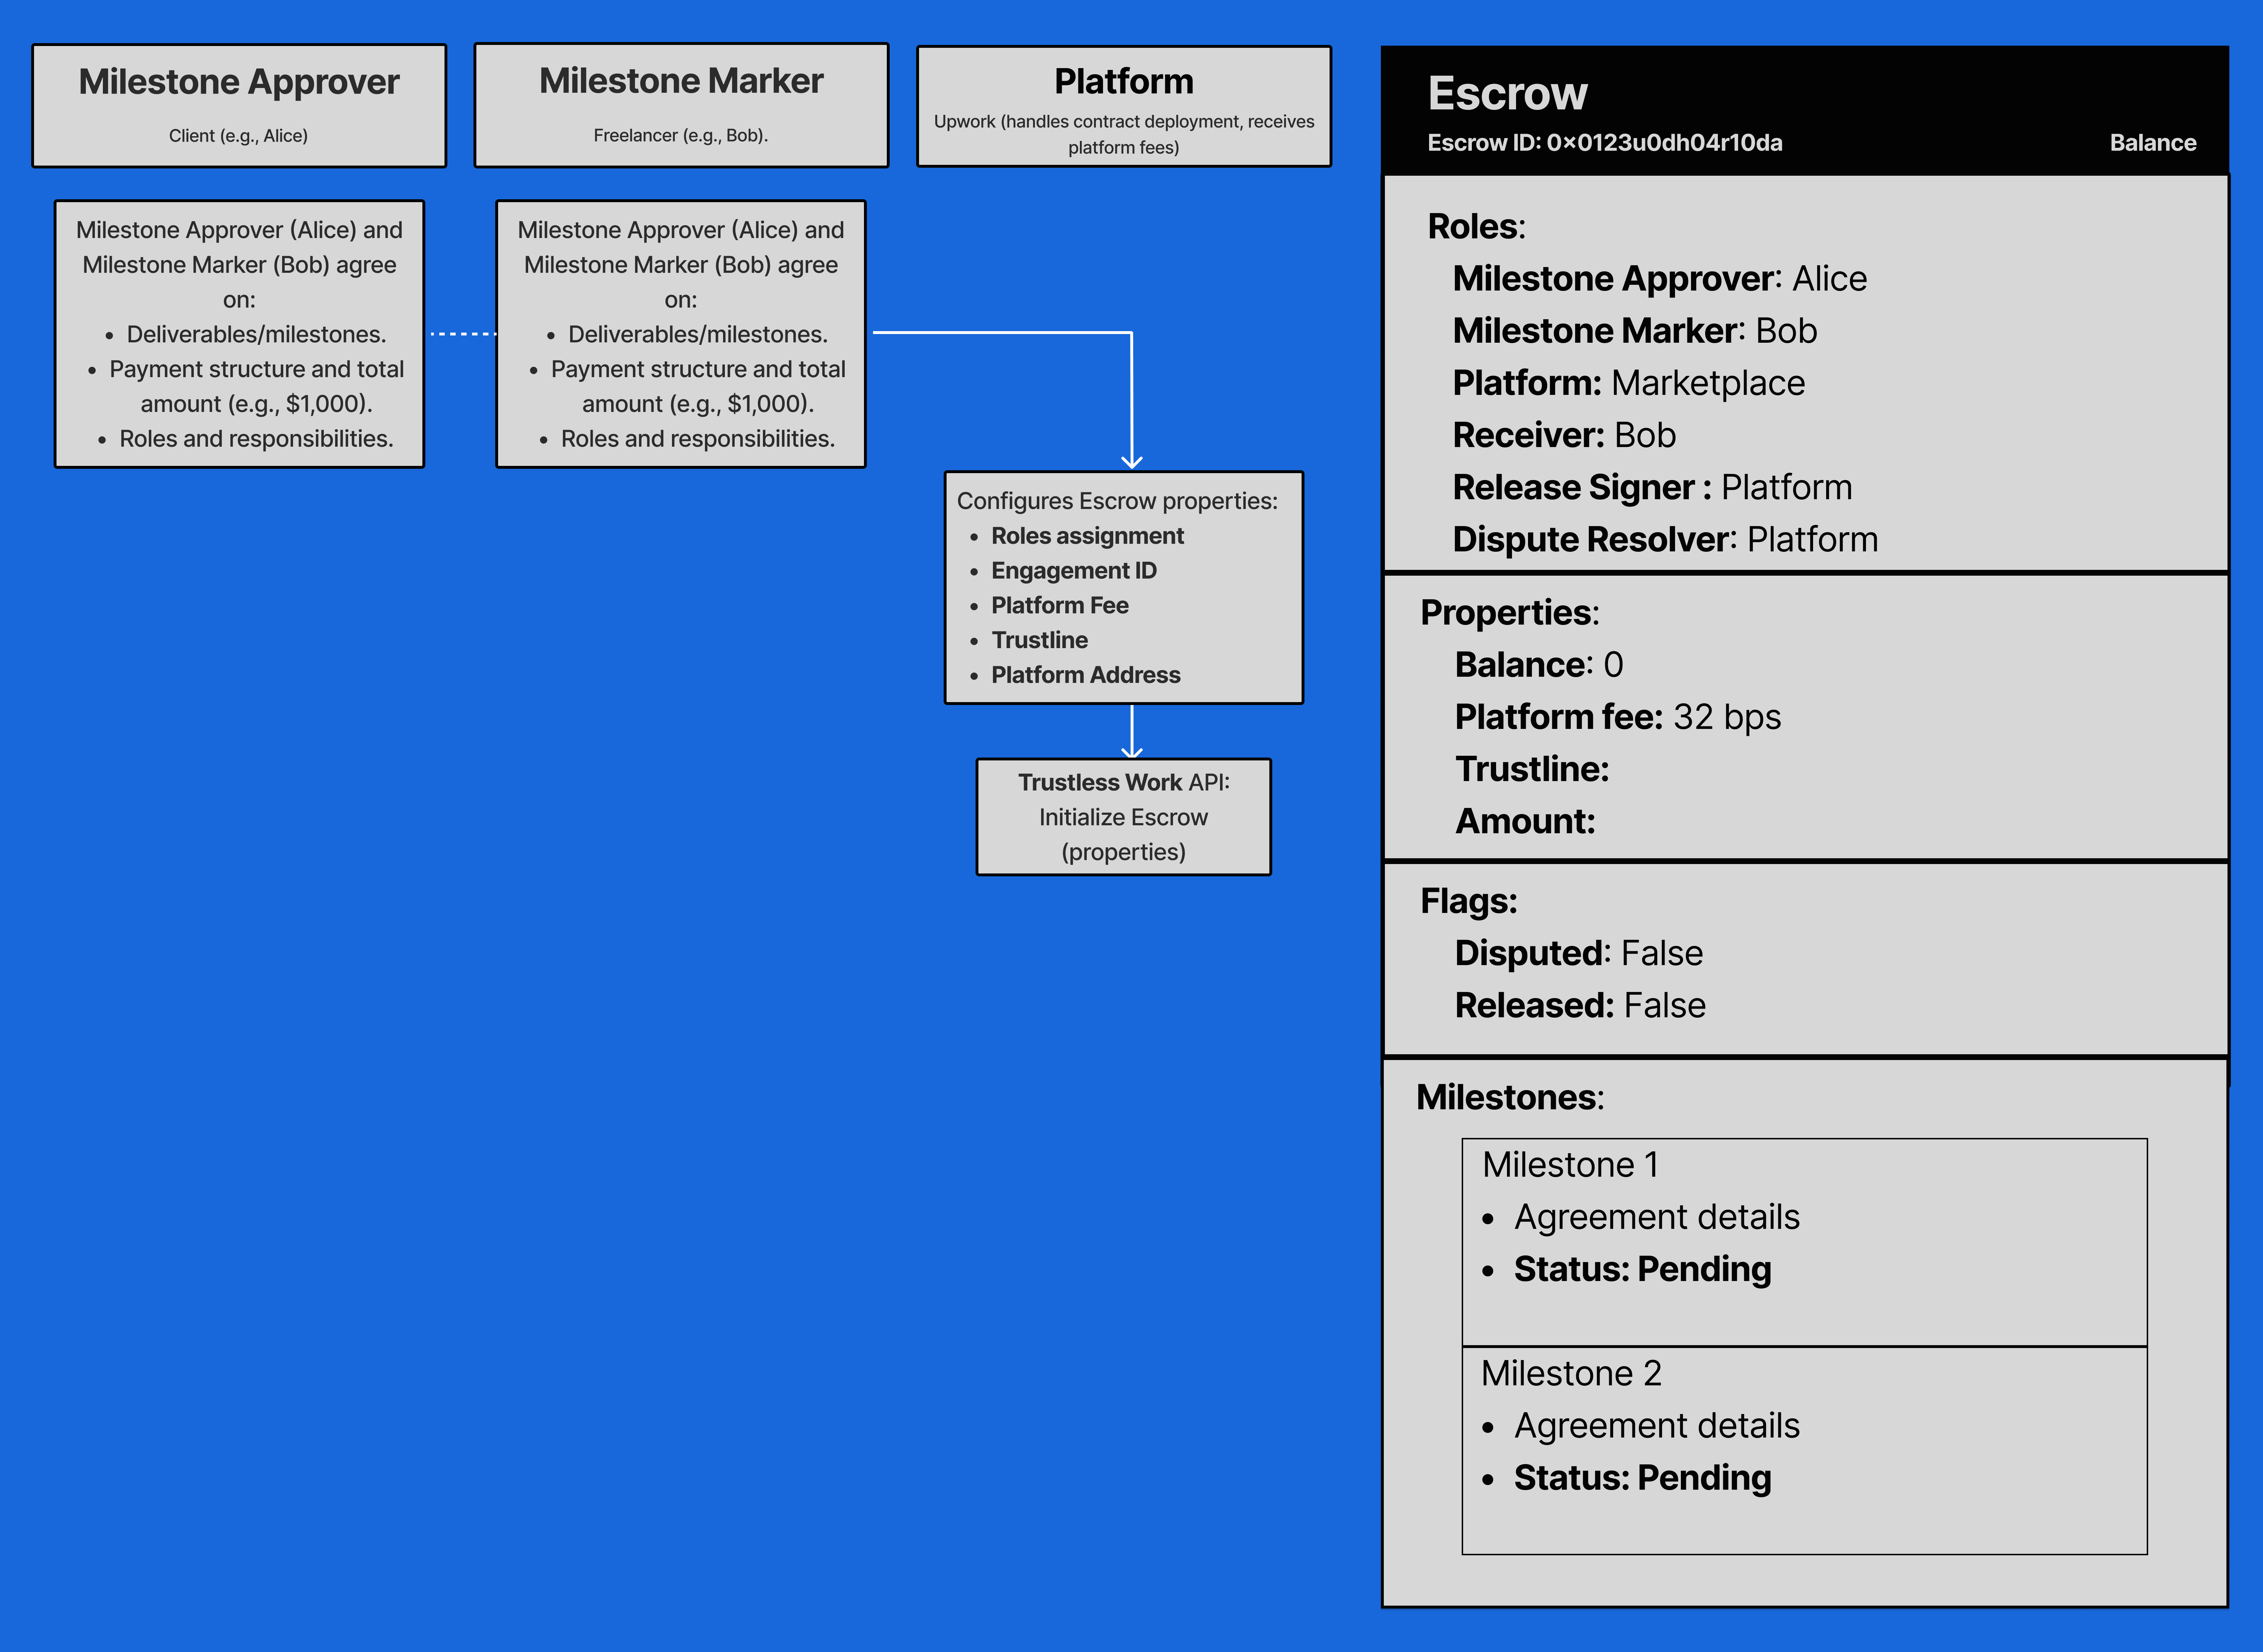 Milestone Approver
Client (e.g., Alice)
Milestone Marker
Freelancer (e.g., Bob).
Platform
Upwork (handles contract deployment, receives
platform fees)
Milestone Approver (Alice) and
Milestone Marker (Bob) agree
on:
• Deliverables/milestones.
• Payment structure and total
amount (e.g., $1,000).
• Roles and responsibilities.
Milestone Approver (Alice) and
Milestone Marker (Bob) agree
on:
• Deliverables/milestones.
• Payment structure and total
amount (e.g., $1,000).
• Roles and responsibilities.
Configures Escrow properties:
• Roles assignment
• Engagement ID
• Platform Fee
• Trustline
• Platform Address
Trustless Work API:
Initialize Escrow
(properties)
Escrow
Escrow ID: 0×0123u0dh04r10da Balance
Roles:
Milestone Approver: Alice
Milestone Marker: Bob
Platform: Marketplace
Receiver: Bob
Release Signer : Platform
Dispute Resolver: Platform
Properties:
Balance: 0
Platform fee: 32 bps
Trustline:
Amount:
Flags:
Disputed: False
Released: False
Milestones:
Milestone 1
• Agreement details
• Status: Pending
Milestone 2
• Agreement details
• Status: Pending